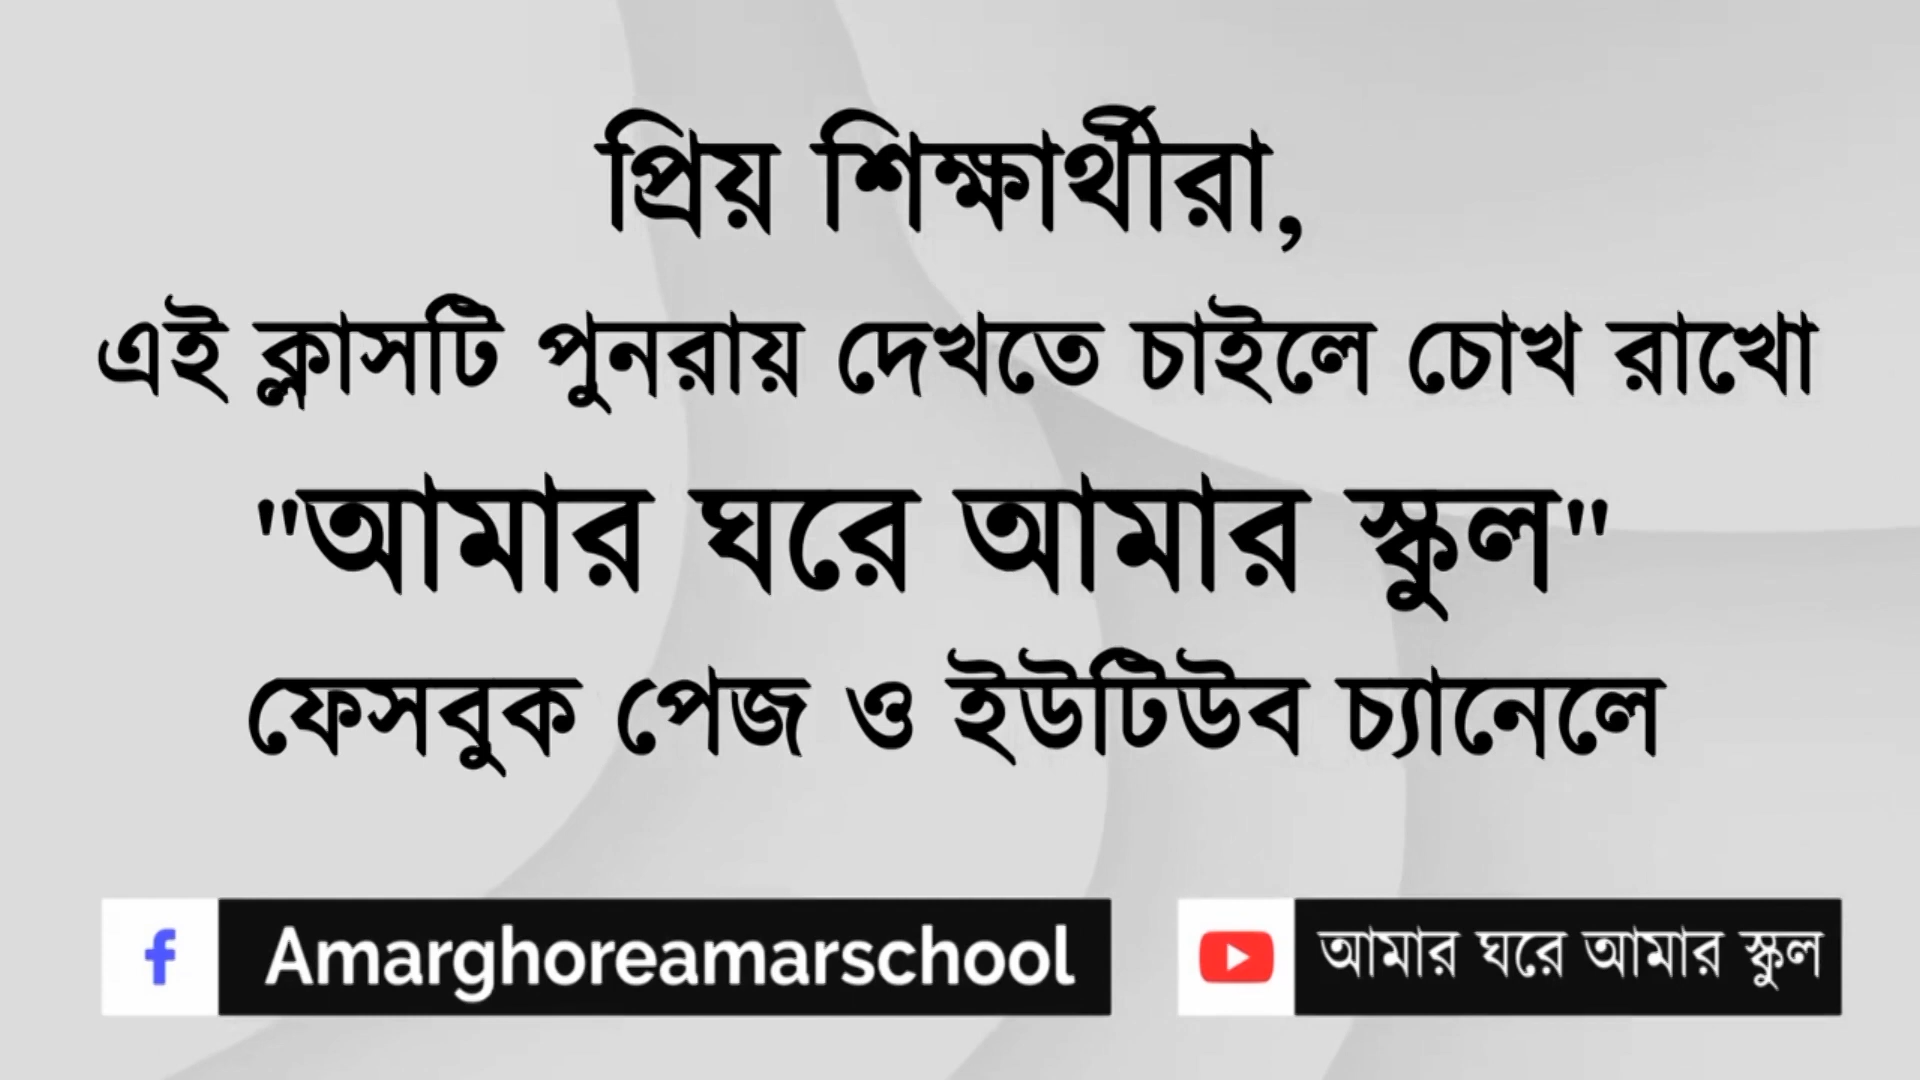 প্রিয় শিক্ষার্থীরা,
এই ক্লাসটি পুনরায় দেখতে চাইলে চোখ রাখো
"আমার ঘরে আমার স্কুল"
ফেসবুক পেজ ও ইউটিউব চ্যানেলে
Amarghoreamarschool
আমার ঘরে আমার স্কুল